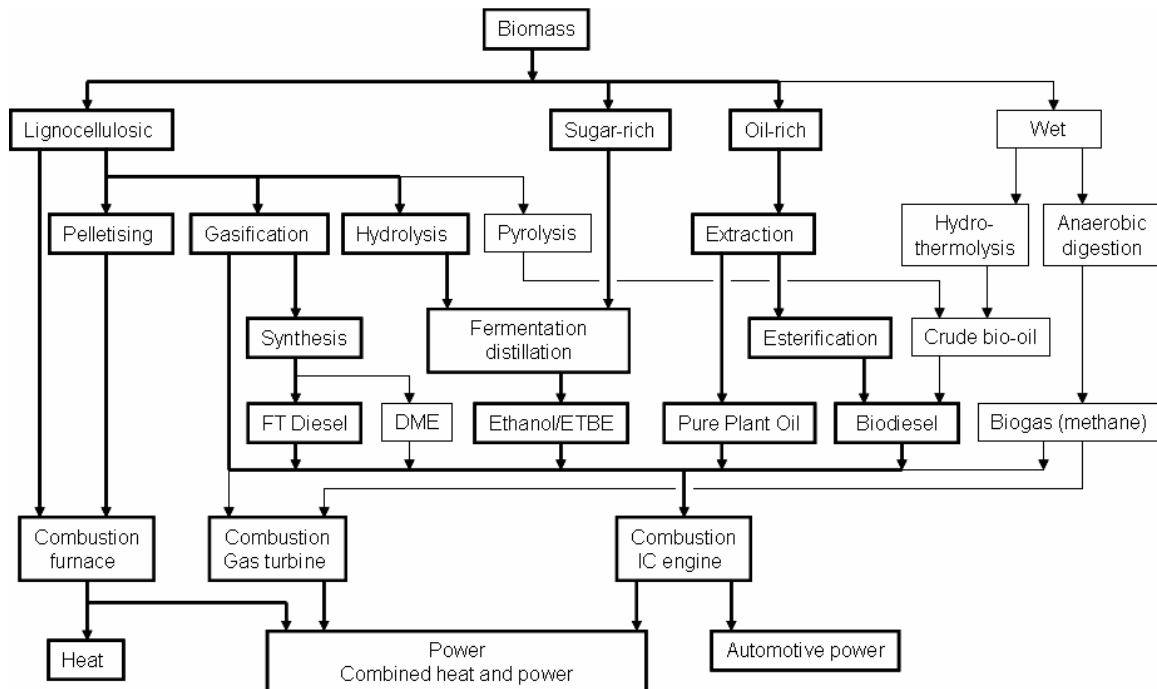 Biomass
Lignocellulosic
Sugar-rich
Oil-rich
Wet
Pelletising
Gasification
Hydrolysis
Pyrolysis
Extraction
Hydro-
thermolysis
Anaerobic
digestion
Synthesis
Fermentation
distillation
Esterification
Crude bio-oil
FT Diesel
DME
Ethanol/ETBE
Pure Plant Oil
Biodiesel
Biogas (methane)
Combustion
furnace
Combustion
Gas turbine
Combustion
IC engine
Heat
Power
Combined heat and power
Automotive power